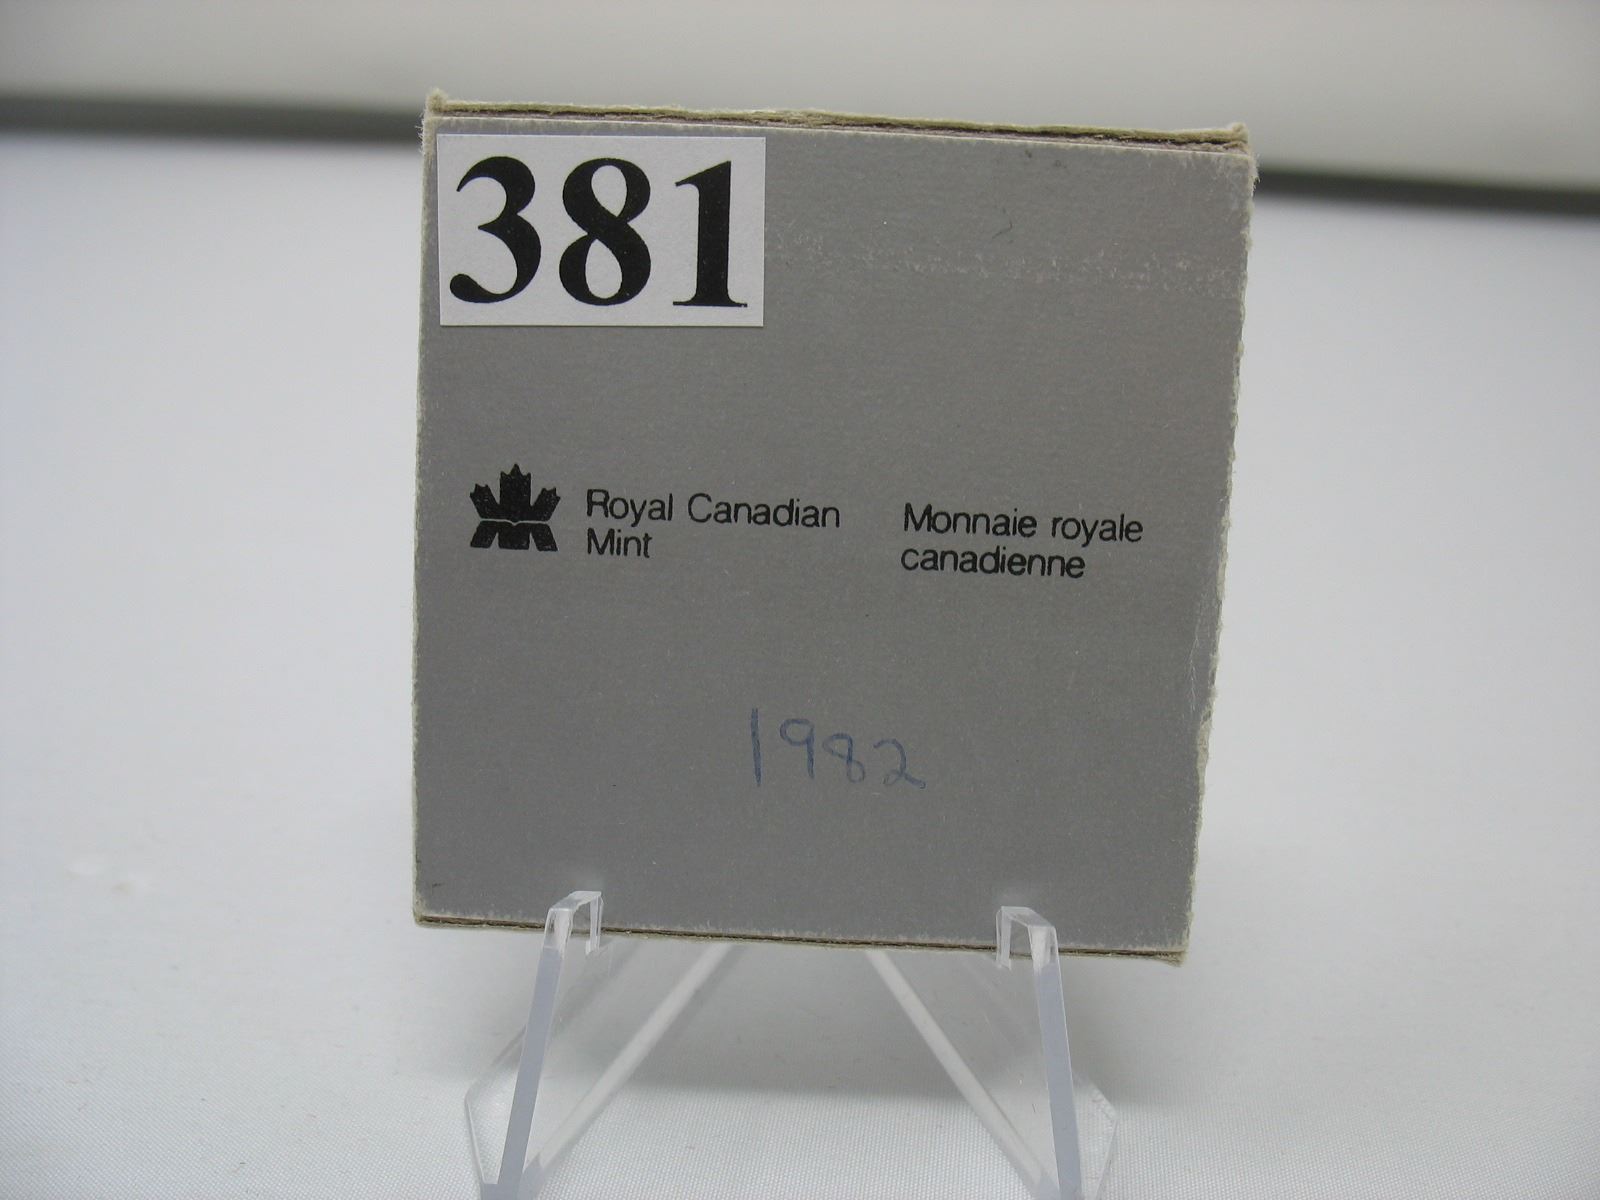 381
Royal Canadian
Mint
Monnaie royale
canadienne
1982